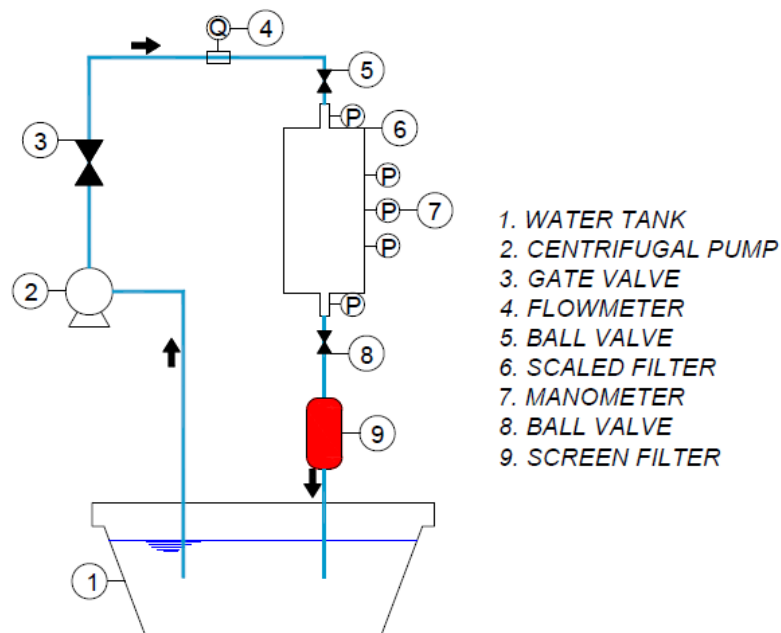 Q
4
5
P
6
3
P
P
7
P
2
P
8
9
1
1. WATER TANK
2. CENTRIFUGAL PUMP
3. GATE VALVE
4. FLOWMETER
5. BALL VALVE
6. SCALED FILTER
7. MANOMETER
8. BALL VALVE
9. SCREEN FILTER